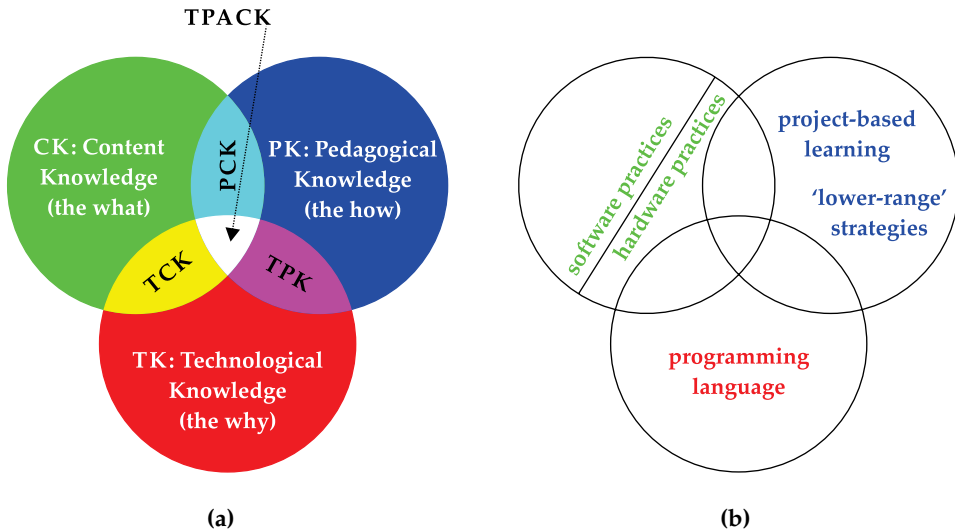 TPACK
CK: Content
Knowledge
(the what)
PCK
PK: Pedagogical
Knowledge
(the how)
TCK
TPK
TK: Technological
Knowledge
(the why)
(a)
software practices
hardware practices
project-based
learning
‘lower-range’
strategies
programming
language
(b)